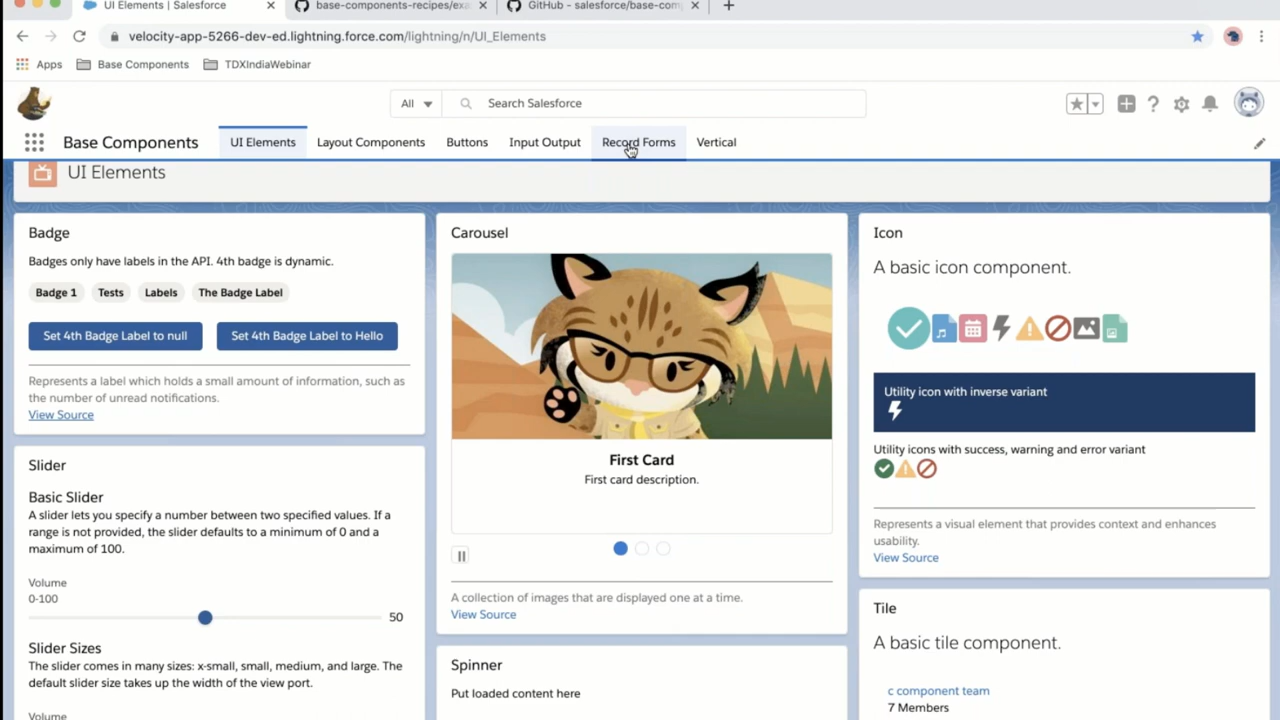 UI Elements | Salesforce
base-components-recipes/exa
GitHub - salesforce/base-comp
velocity-app-5266-dev-ed.lightning.force.com/lightning/n/UI_Elements
Apps Base Components TDXIndiaWebinar
All Search Salesforce
Base Components UI Elements Layout Components Buttons Input Output Record Forms Vertical
UI Elements
Badge
Badges only have labels in the API. 4th badge is dynamic.
Badge 1 Tests Labels The Badge Label
Set 4th Badge Label to null Set 4th Badge Label to Hello
Represents a label which holds a small amount of information, such as
the number of unread notifications.
View Source
Slider
Basic Slider
A slider lets you specify a number between two specified values. If a
range is not provided, the slider defaults to a minimum of 0 and a
maximum of 100.
Volume
0-100
50
Slider Sizes
The slider comes in many sizes: x-small, small, medium, and large. The
default slider size takes up the width of the view port.
Volume
Carousel
First Card
First card description.
A collection of images that are displayed one at a time.
View Source
Spinner
Put loaded content here
Icon
A basic icon component.
Utility icon with inverse variant
Utility icons with success, warning and error variant
Represents a visual element that provides context and enhances
usability.
View Source
Tile
A basic tile component.
c component team
7 Members